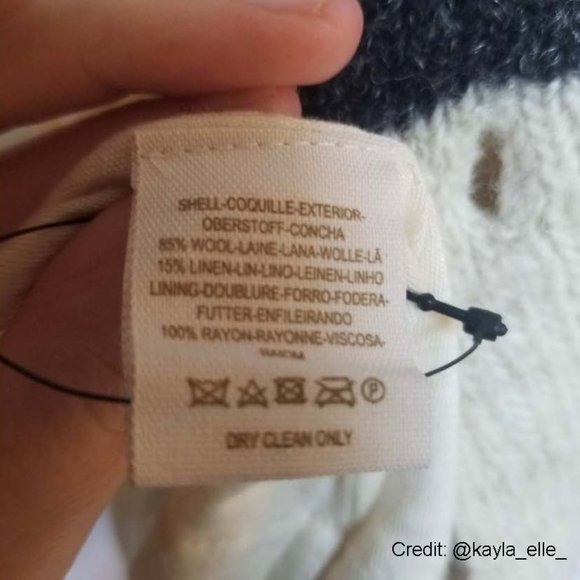 SHELL-COQUILLE-EXTERIOR-
OBERSTOFF-CONCHA
85% WOOL-LAINE-LANA-WOLLE-LÃ
15% LINEN-LIN-LINO-LEINEN-LINHO
LINING-DOUBLURE-FORRO-FODERA-
FUTTER-ENFILEIRANDO
100% RAYON-RAYONNE-VISCOSA-
P
DRY CLEAN ONLY
Credit: @kayla_elle_